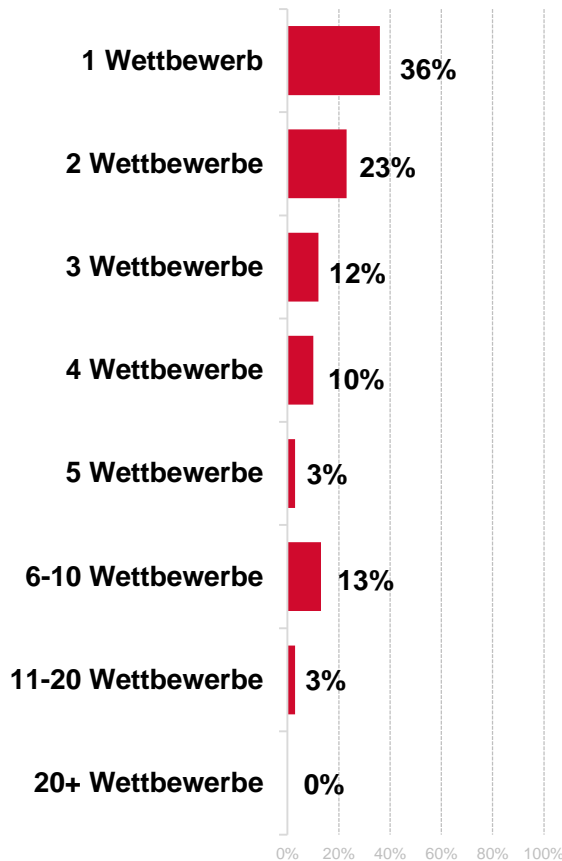 1 Wettbewerb 36%
2 Wettbewerbe 23%
3 Wettbewerbe 12%
4 Wettbewerbe 10%
5 Wettbewerbe 3%
6-10 Wettbewerbe 13%
11-20 Wettbewerbe 3%
20+ Wettbewerbe 0%
0% 20% 40% 60% 80% 100%